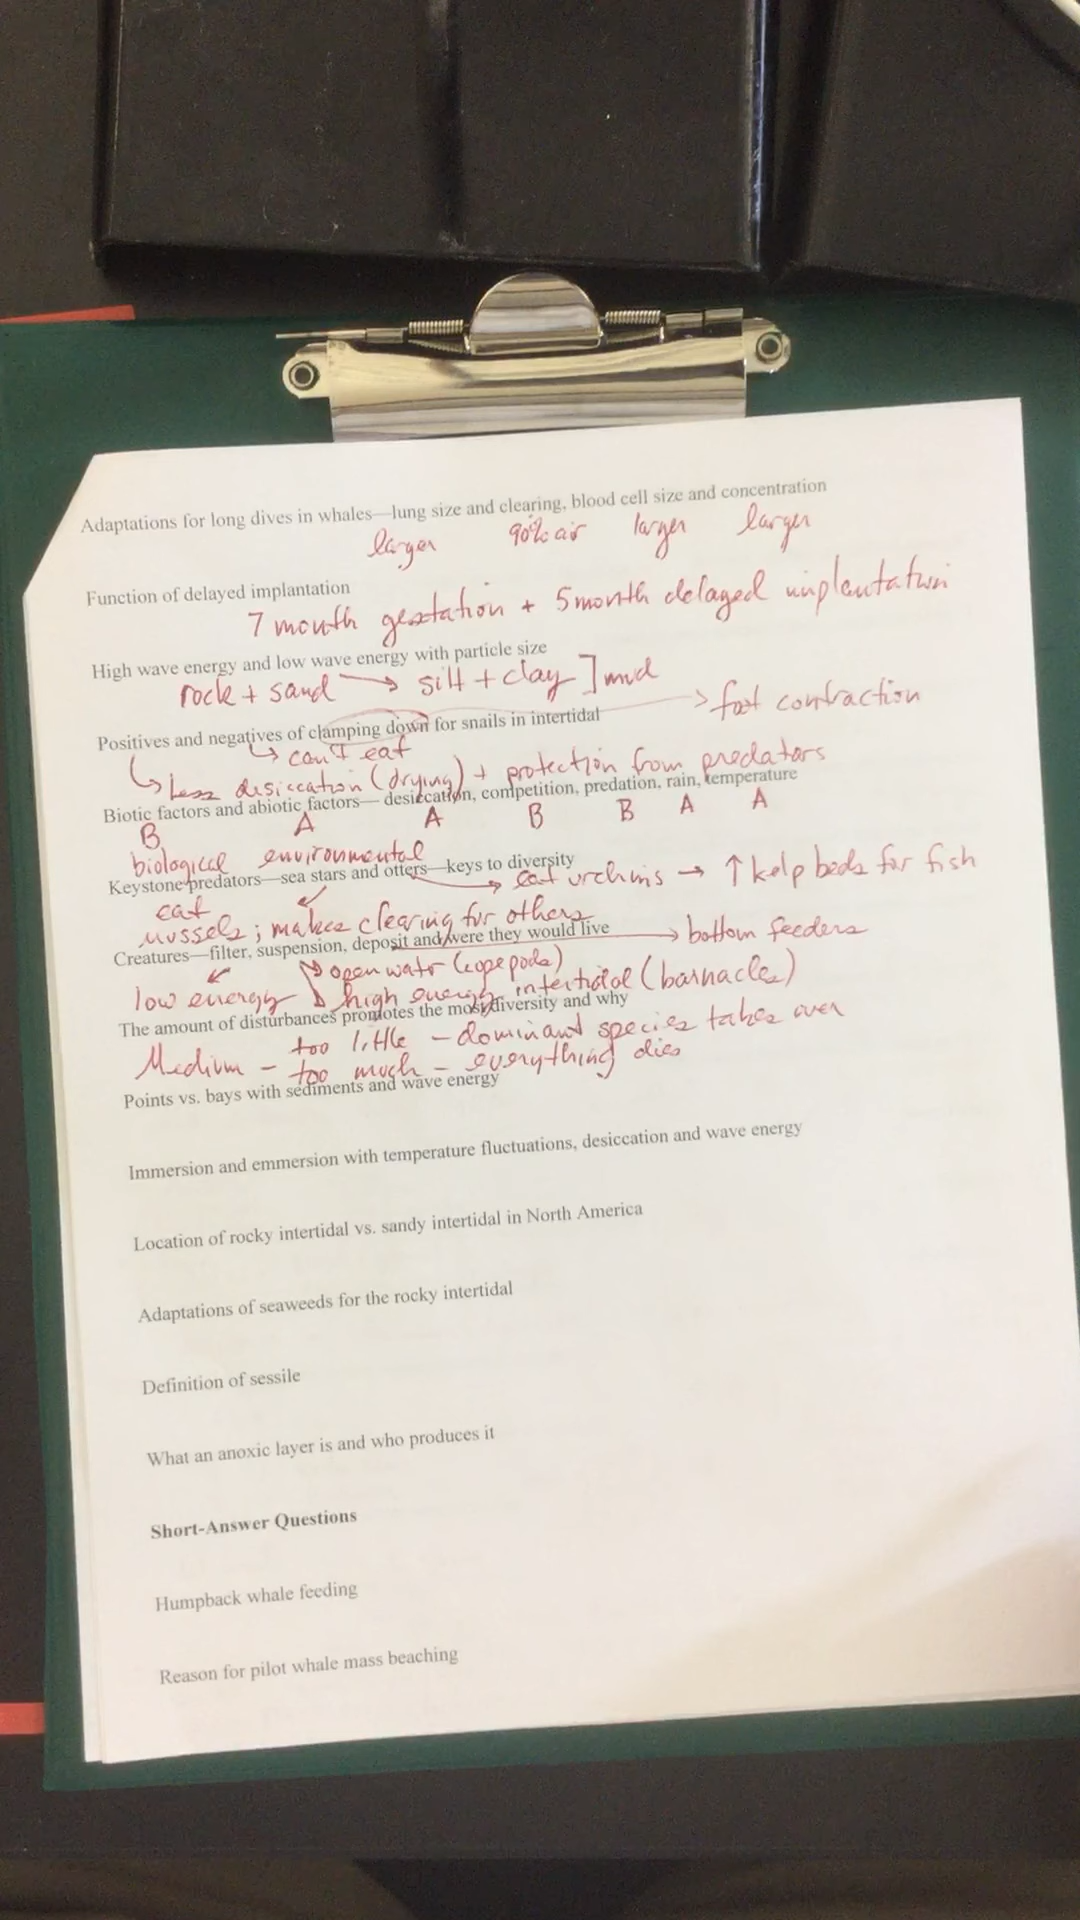 Adaptations for long dives in whales—lung size and clearing, blood cell size and concentration
larger 90% air larger larger
Function of delayed implantation
7 month gestation + 5 month delayed implantation
High wave energy and low wave energy with particle size
rock + sand → silt + clay ] mud
Positives and negatives of clamping down for snails in intertidal → foot contraction
↳ can't eat
↳ Less desiccation (drying) + protection from predators
Biotic factors and abiotic factors— desiccation, competition, predation, rain, temperature
B A A B B A A
biological environmental
Keystone predators—sea stars and otters—keys to diversity
→ eat urchins → ↑ kelp beds for fish
eat
mussels; makes clearing for others
Creatures—filter, suspension, deposit and were they would live → bottom feeders
open water (copepods)
low energy high energy intertidal (barnacles)
The amount of disturbances promotes the most diversity and why
too little – dominant species takes over
Medium – too much – everything dies
Points vs. bays with sediments and wave energy
Immersion and emmersion with temperature fluctuations, desiccation and wave energy
Location of rocky intertidal vs. sandy intertidal in North America
Adaptations of seaweeds for the rocky intertidal
Definition of sessile
What an anoxic layer is and who produces it
Short-Answer Questions
Humpback whale feeding
Reason for pilot whale mass beaching